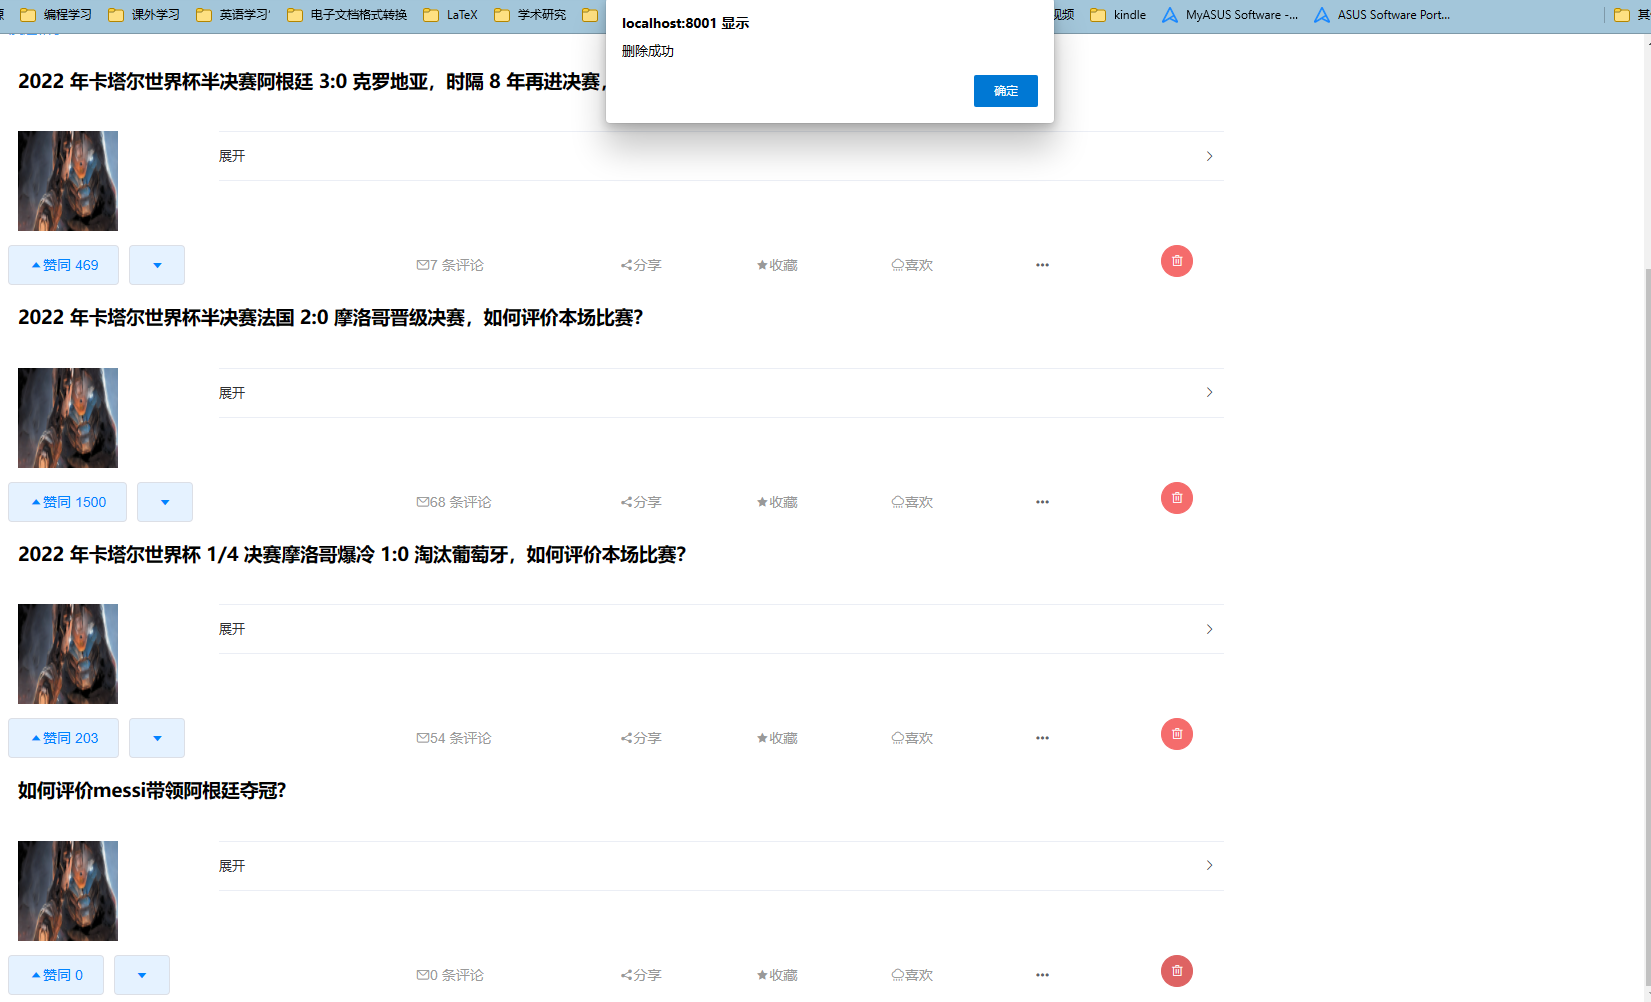 源 编程学习 课外学习 英语学习' 电子文档格式转换 LaTeX 学术研究 视频 kindle MyASUS Software -... ASUS Software Port...
localhost:8001 显示
删除成功
确定
2022 年卡塔尔世界杯半决赛阿根廷 3:0 克罗地亚，时隔 8 年再进决赛，
展开
赞同 469 7 条评论 分享 收藏 喜欢
2022 年卡塔尔世界杯半决赛法国 2:0 摩洛哥晋级决赛，如何评价本场比赛？
展开
赞同 1500 68 条评论 分享 收藏 喜欢
2022 年卡塔尔世界杯 1/4 决赛摩洛哥爆冷 1:0 淘汰葡萄牙，如何评价本场比赛？
展开
赞同 203 54 条评论 分享 收藏 喜欢
如何评价messi带领阿根廷夺冠？
展开
赞同 0 0 条评论 分享 收藏 喜欢